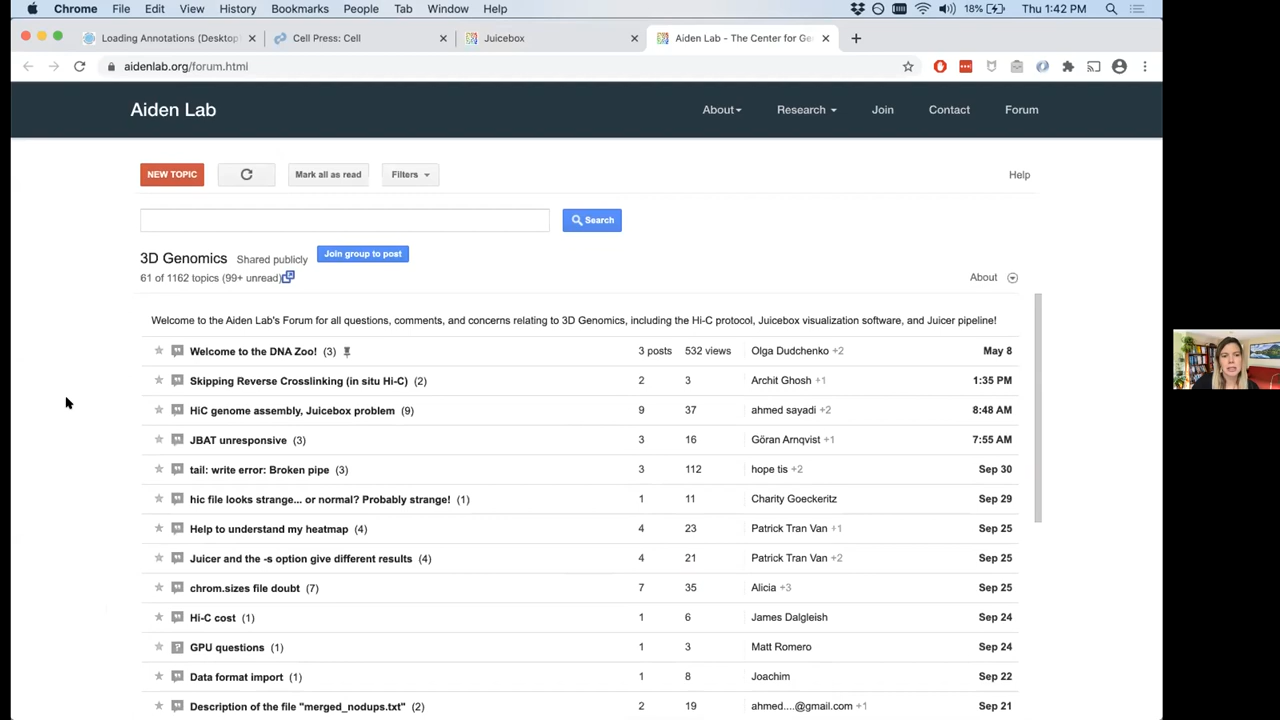 Chrome File Edit View History Bookmarks People Tab Window Help 18% Thu 1:42 PM
Loading Annotations (Desktop Cell Press: Cell Juicebox Aiden Lab - The Center for Ge
aidenlab.org/forum.html
Aiden Lab About Research Join Contact Forum
NEW TOPIC Mark all as read Filters Help
Search
3D Genomics Shared publicly Join group to post
61 of 1162 topics (99+ unread) About
Welcome to the Aiden Lab's Forum for all questions, comments, and concerns relating to 3D Genomics, including the Hi-C protocol, Juicebox visualization software, and Juicer pipeline!
Welcome to the DNA Zoo! (3) 3 posts 532 views Olga Dudchenko +2 May 8
Skipping Reverse Crosslinking (in situ Hi-C) (2) 2 3 Archit Ghosh +1 1:35 PM
HiC genome assembly, Juicebox problem (9) 9 37 ahmed sayadi +2 8:48 AM
JBAT unresponsive (3) 3 16 Göran Arnqvist +1 7:55 AM
tail: write error: Broken pipe (3) 3 112 hope tis +2 Sep 30
hic file looks strange... or normal? Probably strange! (1) 1 11 Charity Goeckeritz Sep 29
Help to understand my heatmap (4) 4 23 Patrick Tran Van +1 Sep 25
Juicer and the -s option give different results (4) 4 21 Patrick Tran Van +2 Sep 25
chrom.sizes file doubt (7) 7 35 Alicia +3 Sep 25
Hi-C cost (1) 1 6 James Dalgleish Sep 24
GPU questions (1) 1 3 Matt Romero Sep 24
Data format import (1) 1 8 Joachim Sep 22
Description of the file "merged_nodups.txt" (2) 2 19 ahmed....@gmail.com +1 Sep 21